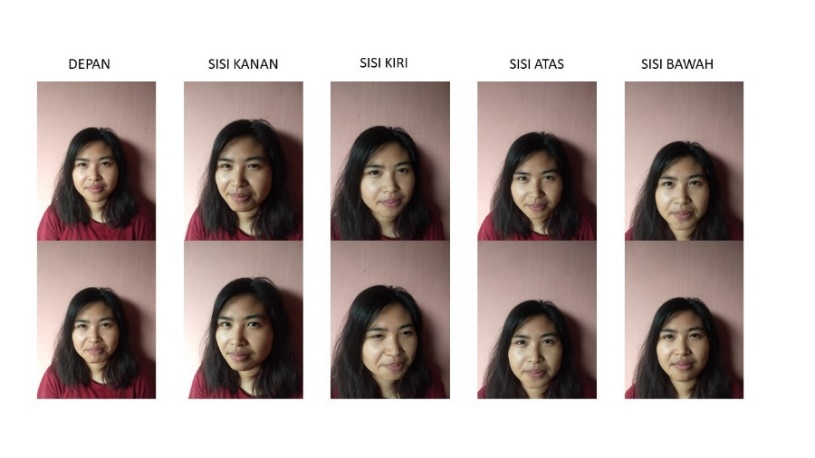 DEPAN
SISI KANAN
SISI KIRI
SISI ATAS
SISI BAWAH